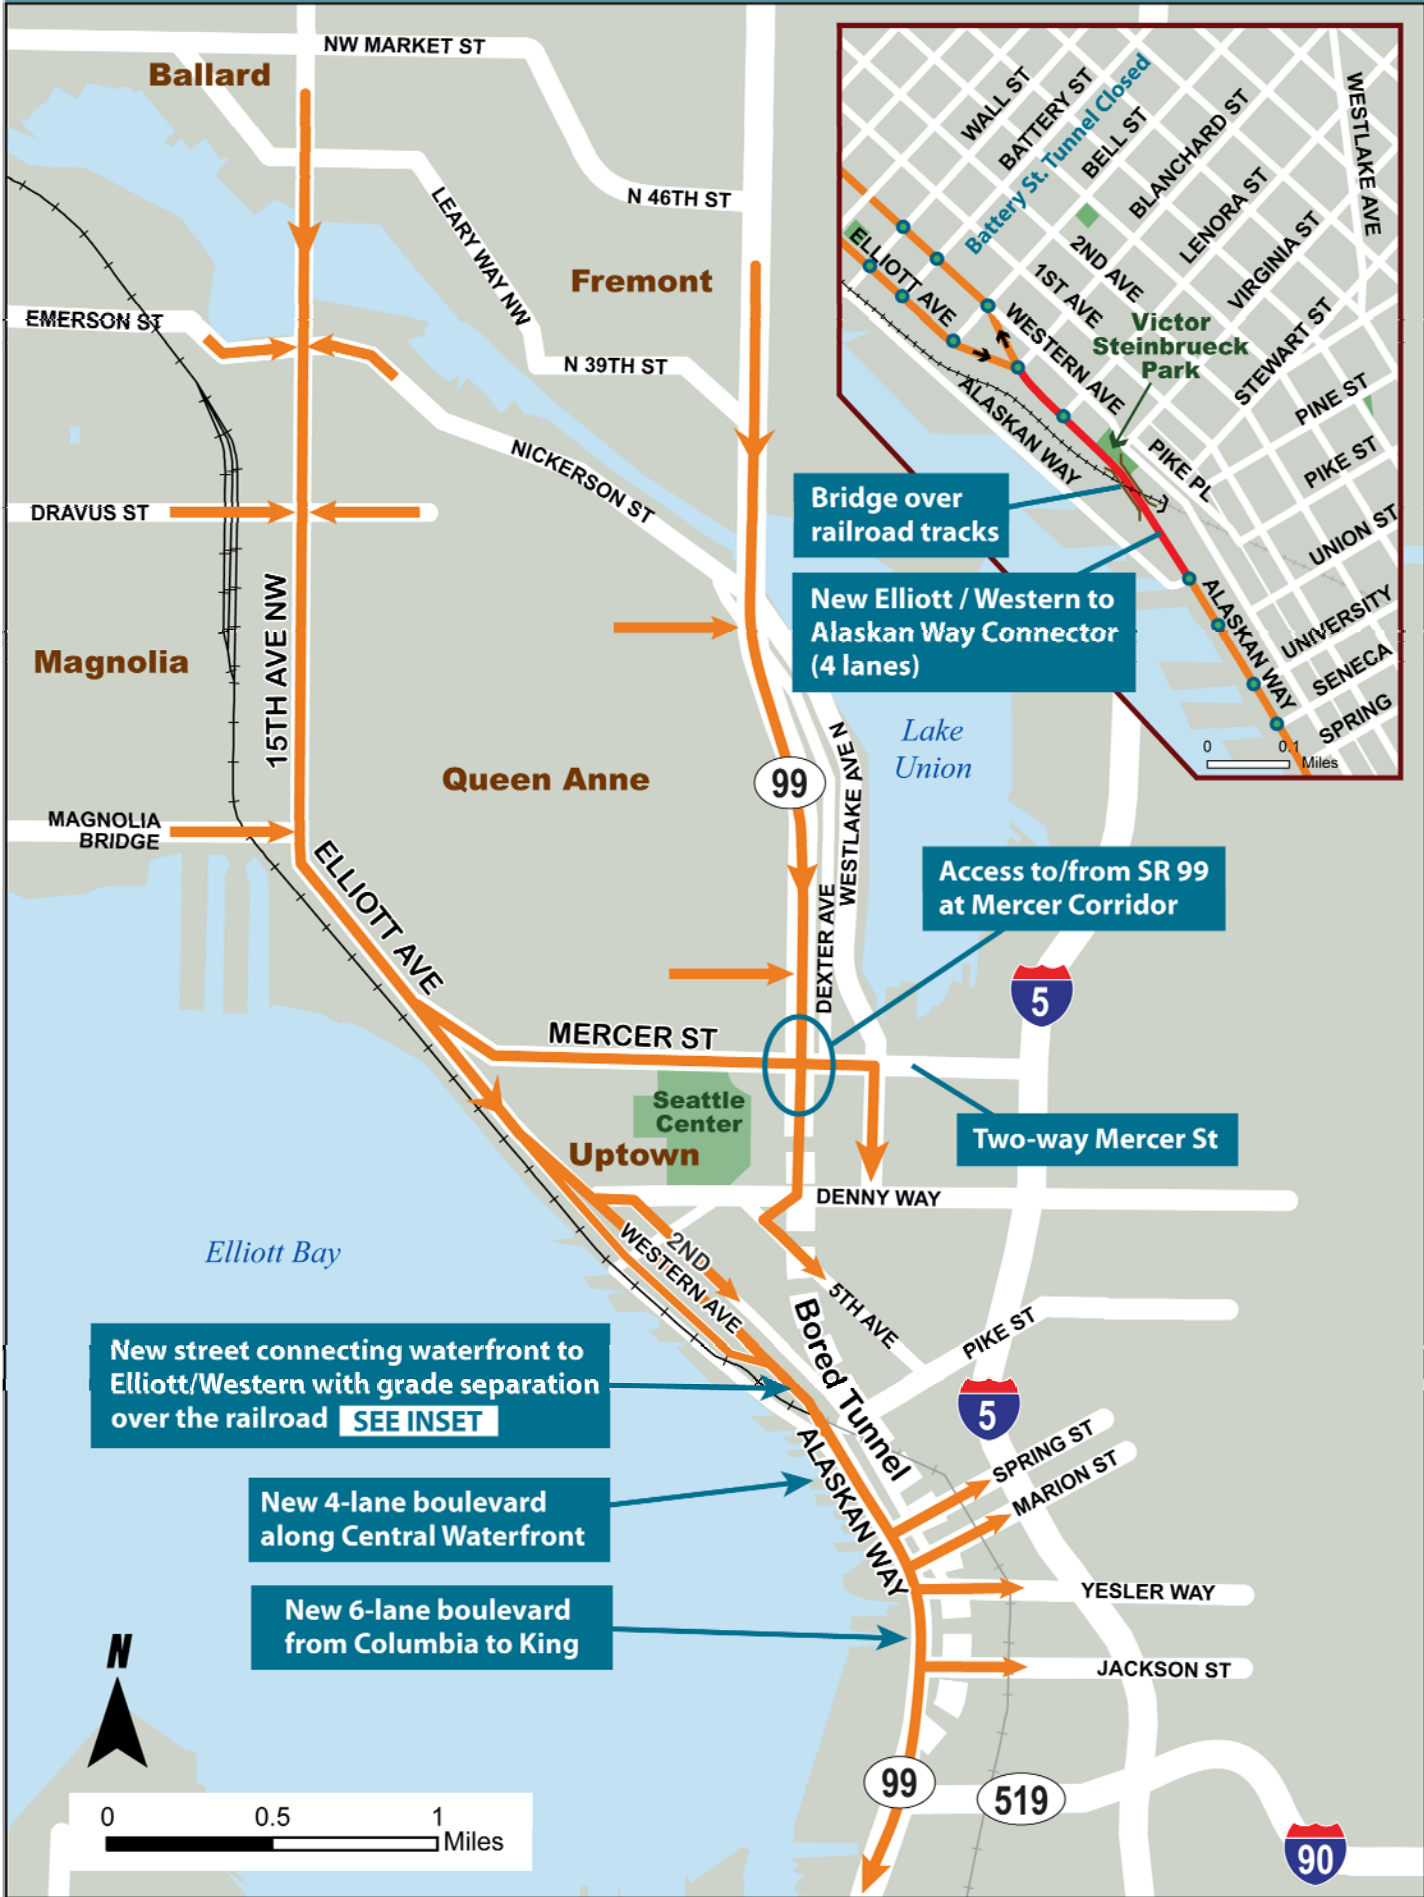 NW MARKET ST
Ballard
N 46TH ST
LEARY WAY NW
Fremont
EMERSON ST
N 39TH ST
NICKERSON ST
DRAVUS ST
15TH AVE NW
Magnolia
Queen Anne
99
WESTLAKE AVE N
Lake
Union
MAGNOLIA
BRIDGE
ELLIOTT AVE
DEXTER AVE
Access to/from SR 99
at Mercer Corridor
5
MERCER ST
Seattle
Center
Two-way Mercer St
Uptown
DENNY WAY
Elliott Bay
2ND
WESTERN AVE
5TH AVE
PIKE ST
Bored Tunnel
New street connecting waterfront to
Elliott/Western with grade separation
over the railroad SEE INSET
5
ALASKAN WAY
SPRING ST
MARION ST
New 4-lane boulevard
along Central Waterfront
YESLER WAY
New 6-lane boulevard
from Columbia to King
JACKSON ST
N
99
519
90
0 0.5 1
Miles
WALL ST
BATTERY ST
Battery St. Tunnel Closed
BELL ST
BLANCHARD ST
LENORA ST
VIRGINIA ST
WESTLAKE AVE
2ND AVE
1ST AVE
ELLIOTT AVE
WESTERN AVE
Victor
Steinbrueck
Park
STEWART ST
PINE ST
PIKE ST
ALASKAN WAY
PIKE PL
UNION ST
UNIVERSITY
SENECA
SPRING
ALASKAN WAY
Bridge over
railroad tracks
New Elliott / Western to
Alaskan Way Connector
(4 lanes)
0 0.1
Miles